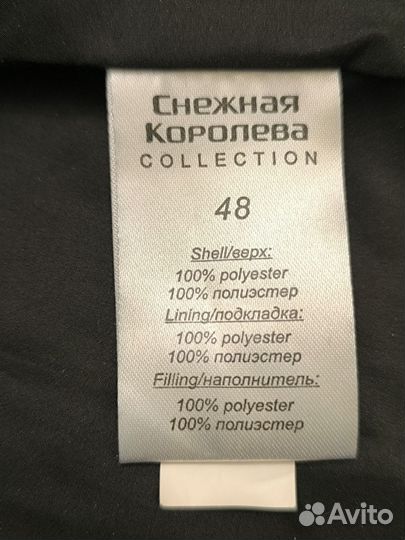 Снежная
Королева
COLLECTION
48
Shell/верх:
100% polyester
100% полиэстер
Lining/подкладка:
100% polyester
100% полиэстер
Filling/наполнитель:
100% polyester
100% полиэстер
Avito